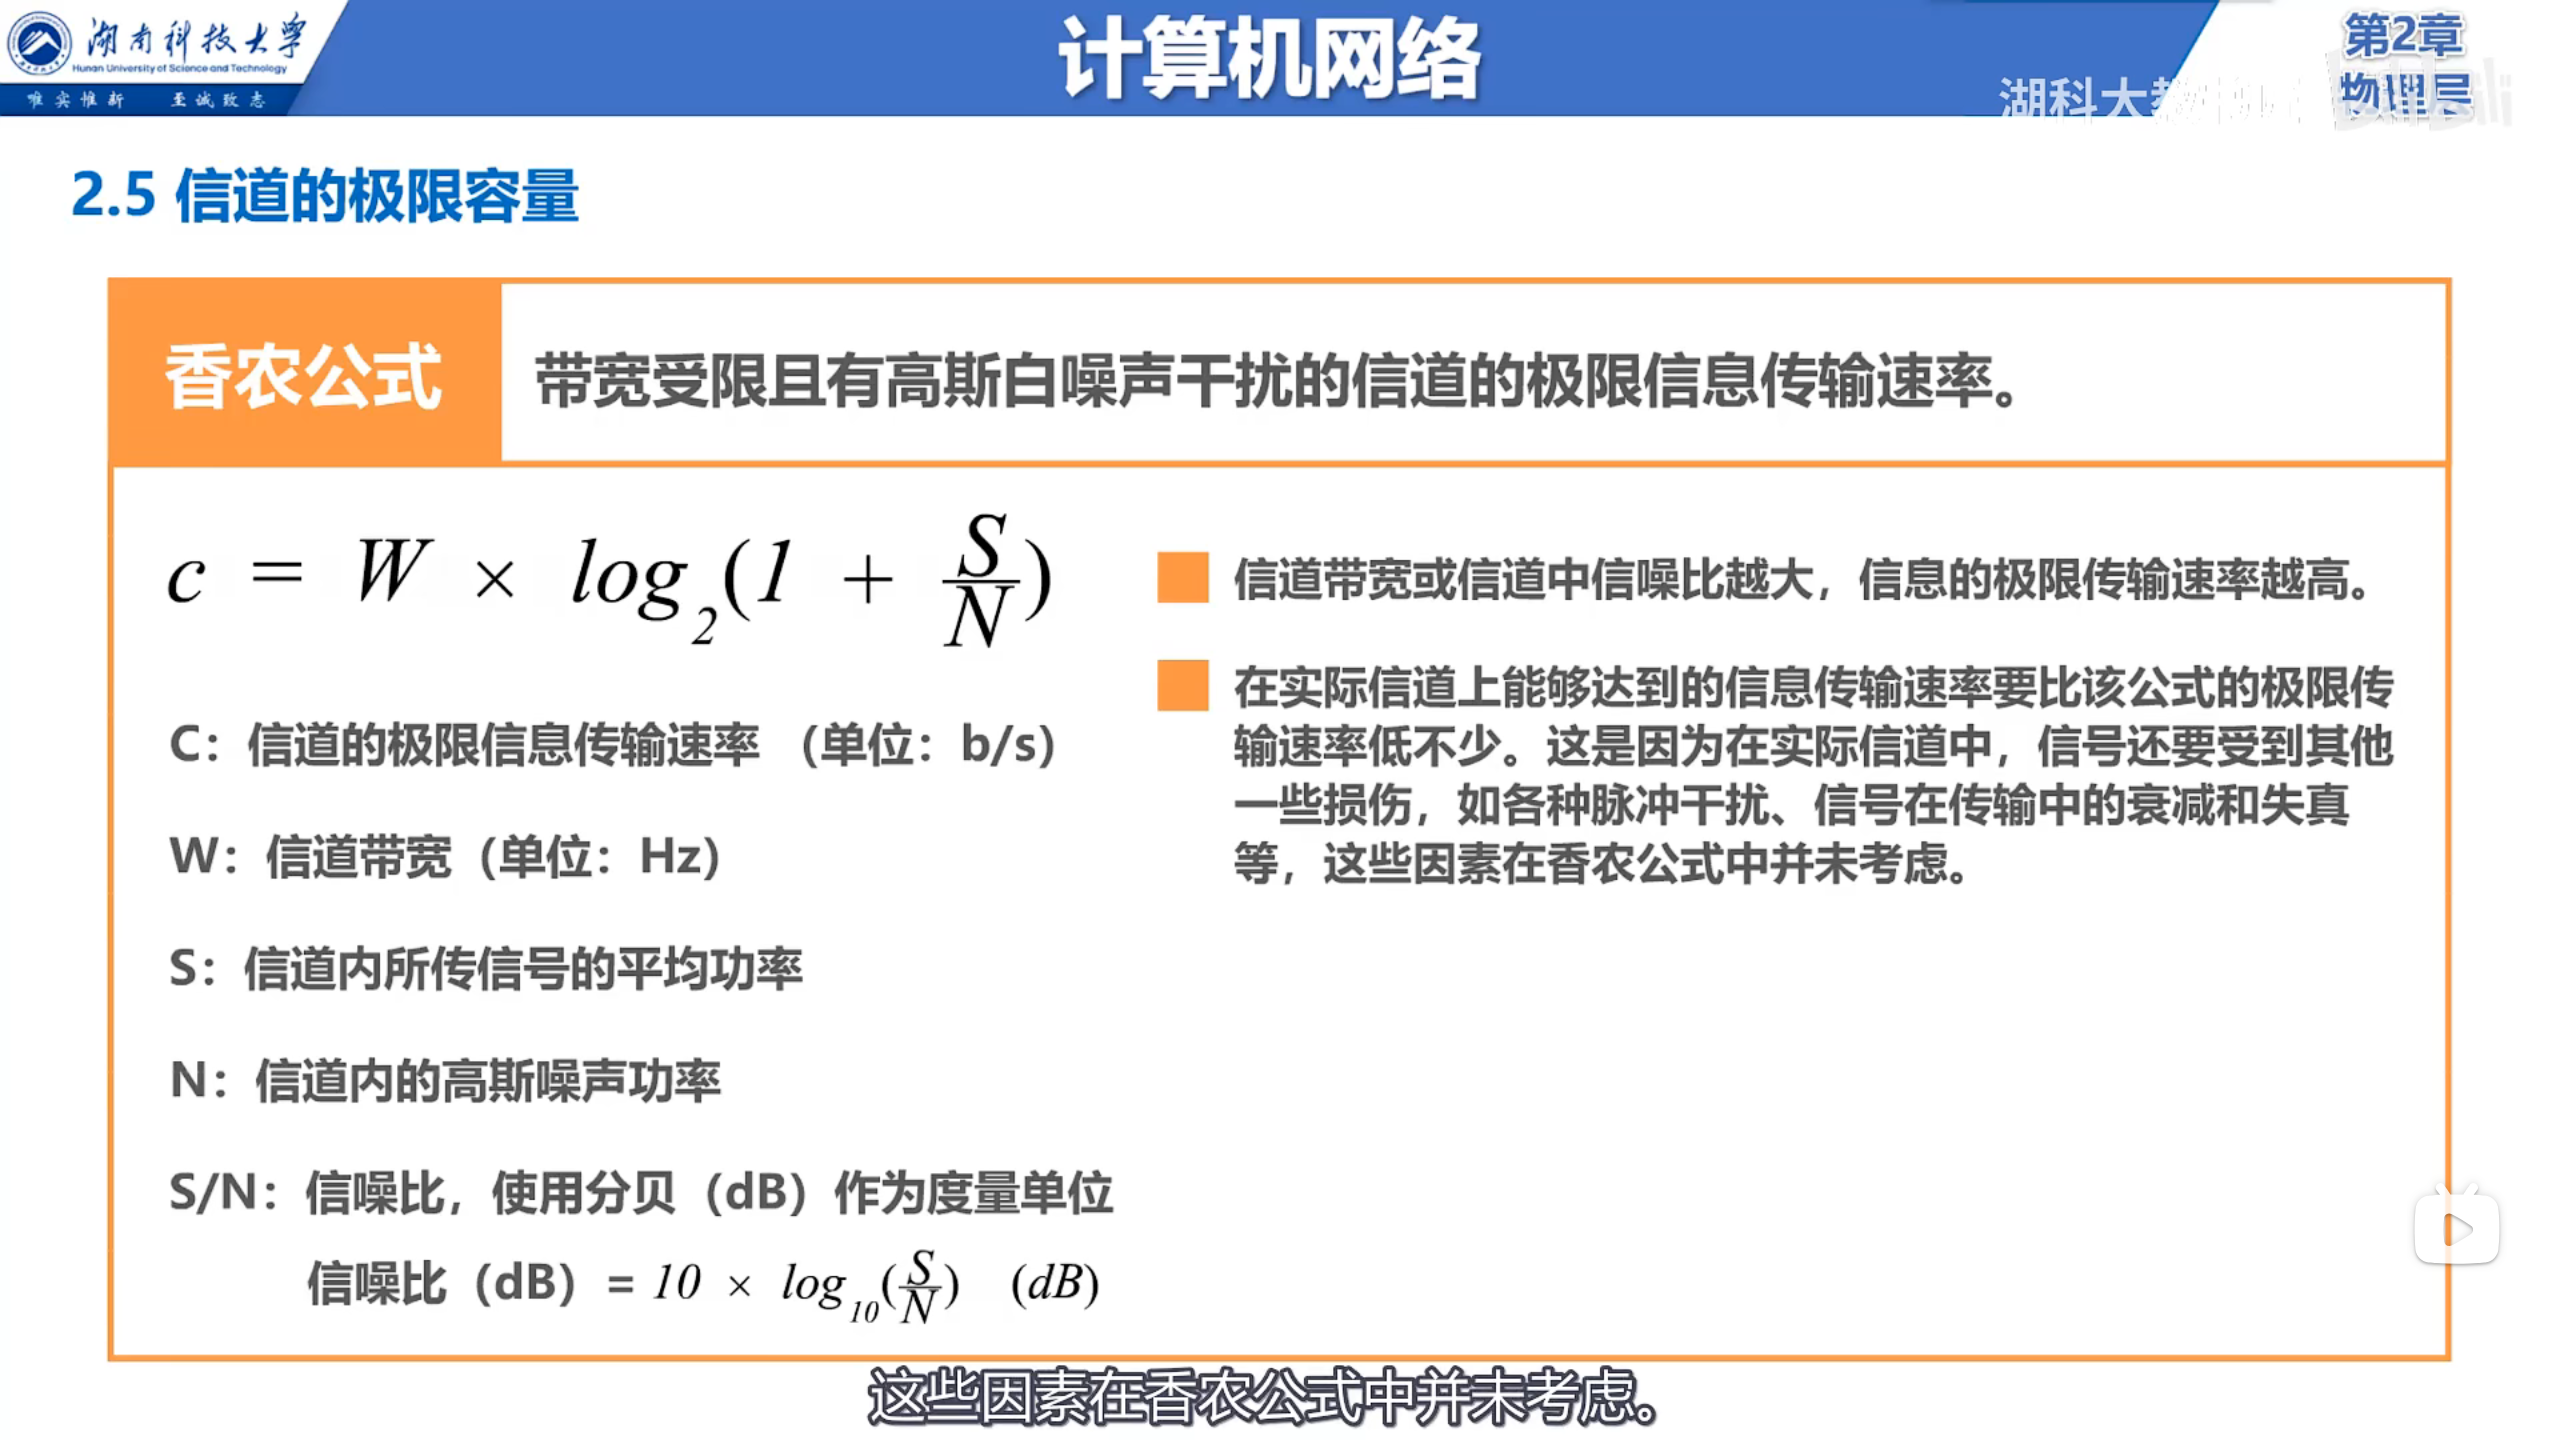 湖南科技大学
Hunan University of Science and Technology
唯实惟新 至诚致志
计算机网络
第2章
物理层
湖科大教
2.5 信道的极限容量
香农公式
带宽受限且有高斯白噪声干扰的信道的极限信息传输速率。
c = W × log₂(1 + S/N)
C：信道的极限信息传输速率 （单位：b/s）
W：信道带宽（单位：Hz）
S：信道内所传信号的平均功率
N：信道内的高斯噪声功率
S/N：信噪比，使用分贝（dB）作为度量单位
信噪比（dB）= 10 × log₁₀(S/N) (dB)
信道带宽或信道中信噪比越大，信息的极限传输速率越高。
在实际信道上能够达到的信息传输速率要比该公式的极限传
输速率低不少。这是因为在实际信道中，信号还要受到其他
一些损伤，如各种脉冲干扰、信号在传输中的衰减和失真
等，这些因素在香农公式中并未考虑。
这些因素在香农公式中并未考虑。